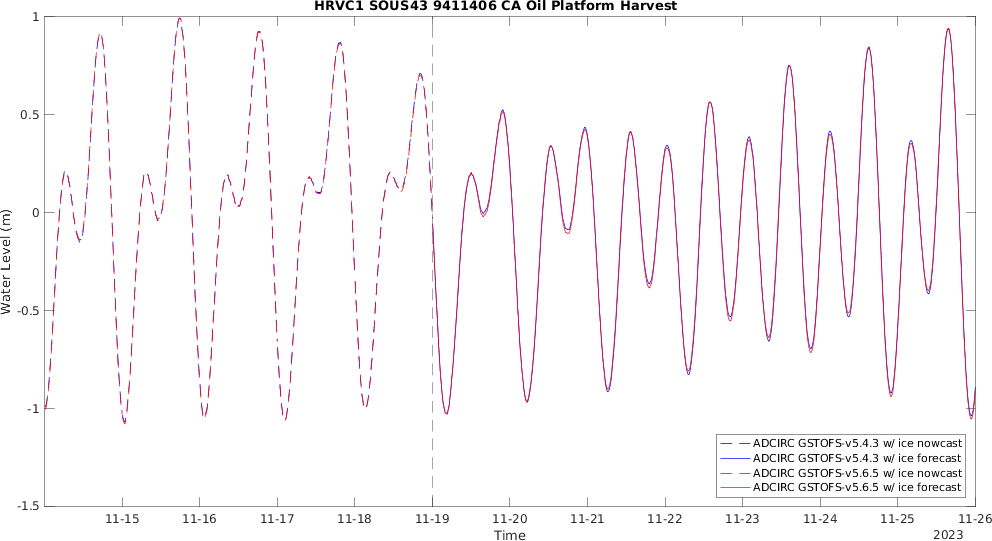 HRVC1 SOUS43 9411406 CA Oil Platform Harvest
Water Level (m)
1
0.5
0
-0.5
-1
-1.5
ADCIRC GSTOFS-v5.4.3 w/ ice nowcast
ADCIRC GSTOFS-v5.4.3 w/ ice forecast
ADCIRC GSTOFS-v5.6.5 w/ ice nowcast
ADCIRC GSTOFS-v5.6.5 w/ ice forecast
11-15 11-16 11-17 11-18 11-19 11-20 11-21 11-22 11-23 11-24 11-25 11-26
Time
2023